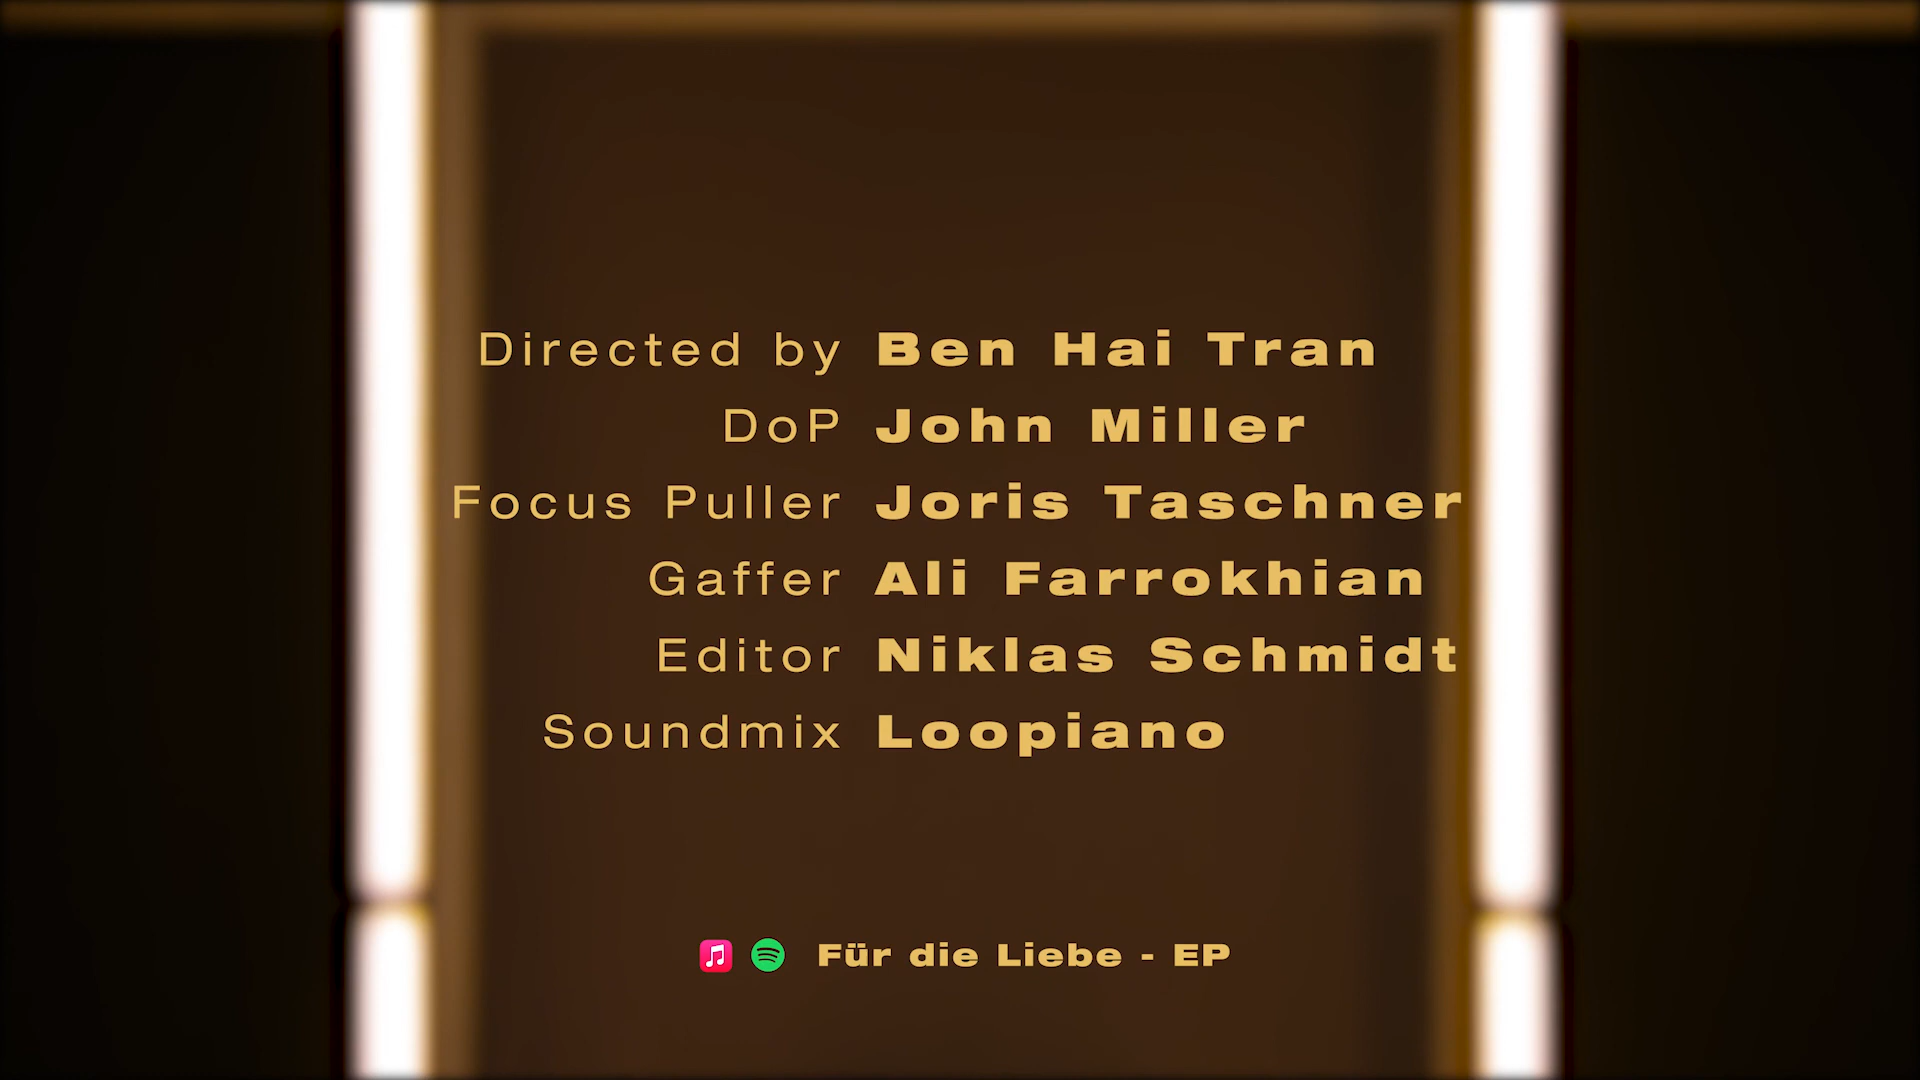 Directed by Ben Hai Tran
DoP John Miller
Focus Puller Joris Taschner
Gaffer Ali Farrokhian
Editor Niklas Schmidt
Soundmix Loopiano
Für die Liebe - EP